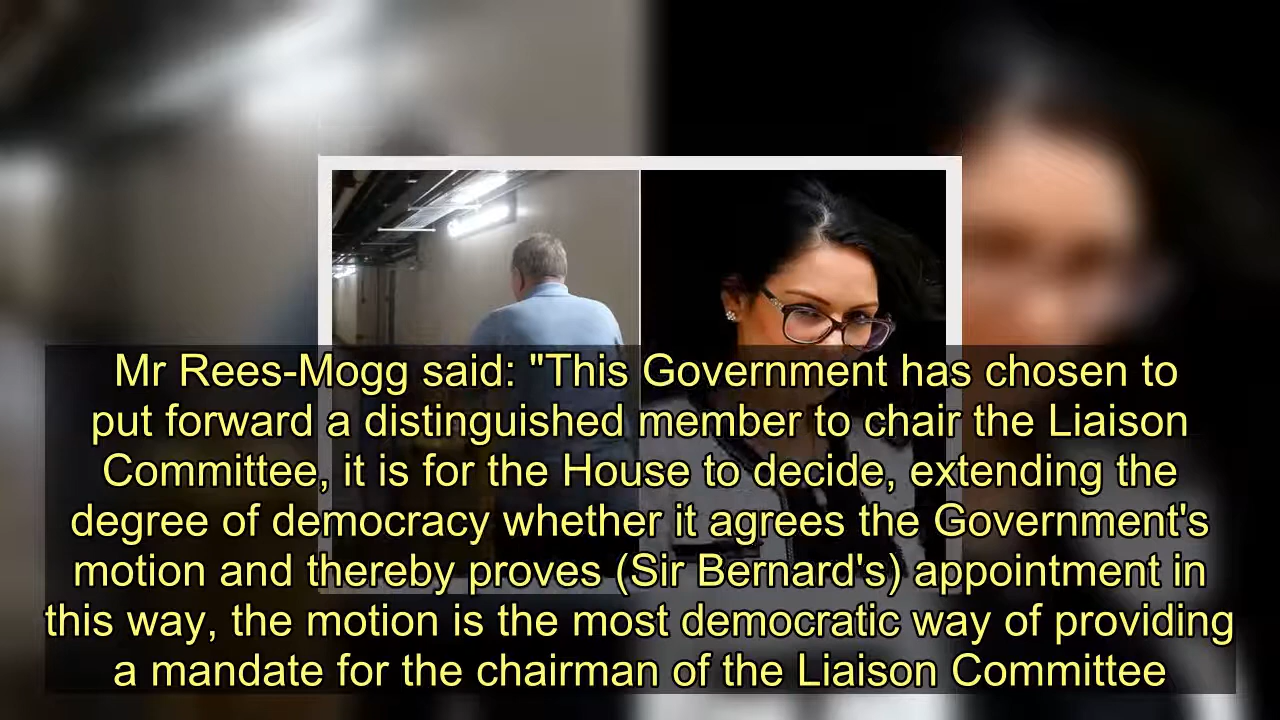 Mr Rees-Mogg said: "This Government has chosen to
put forward a distinguished member to chair the Liaison
Committee, it is for the House to decide, extending the
degree of democracy whether it agrees the Government's
motion and thereby proves (Sir Bernard's) appointment in
this way, the motion is the most democratic way of providing
a mandate for the chairman of the Liaison Committee